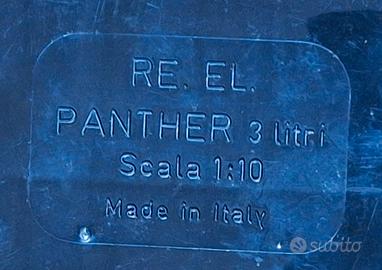 RE. EL.
PANTHER 3 litri
Scala 1:10
Made in Italy
subito